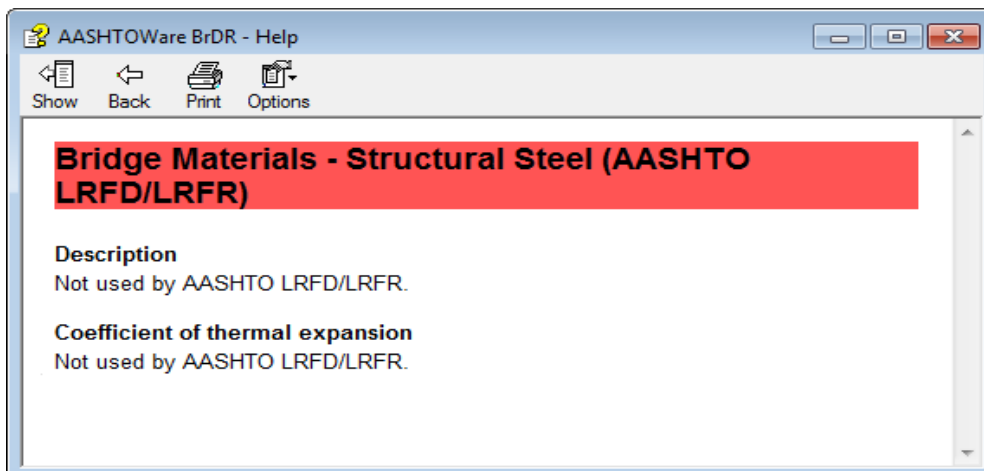 AASHTOWare BrDR - Help
Show Back Print Options
Bridge Materials - Structural Steel (AASHTO
LRFD/LRFR)
Description
Not used by AASHTO LRFD/LRFR.
Coefficient of thermal expansion
Not used by AASHTO LRFD/LRFR.